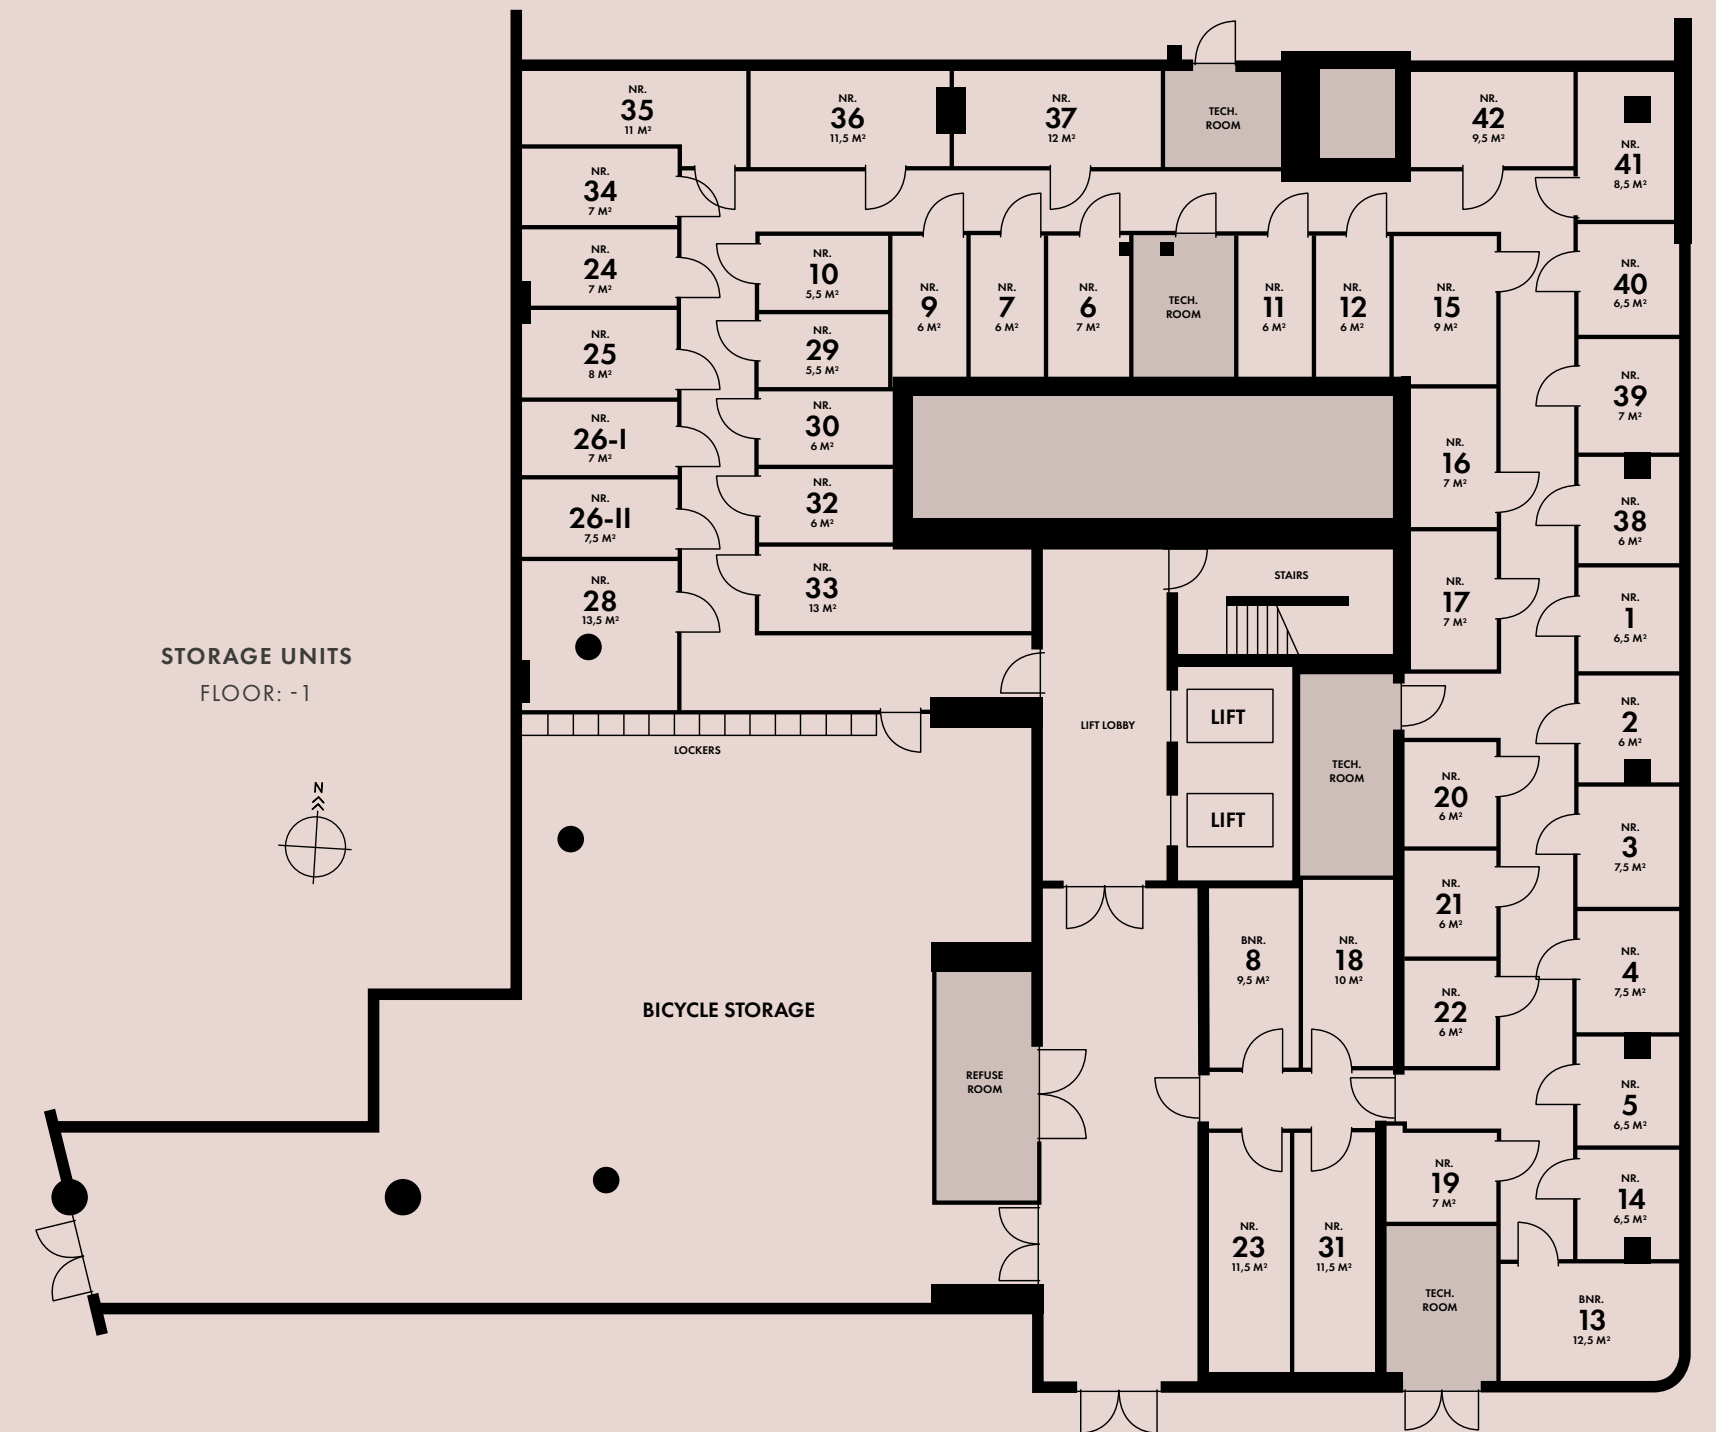 NR.
35
11 M²
NR.
36
11,5 M²
NR.
37
12 M²
TECH.
ROOM
NR.
42
9,5 M²
NR.
41
8,5 M²
NR.
34
7 M²
NR.
24
7 M²
NR.
10
5,5 M²
NR.
9
6 M²
NR.
7
6 M²
NR.
6
7 M²
TECH.
ROOM
NR.
11
6 M²
NR.
12
6 M²
NR.
15
9 M²
NR.
40
6,5 M²
NR.
25
8 M²
NR.
29
5,5 M²
NR.
39
7 M²
NR.
26-I
7 M²
NR.
30
6 M²
NR.
16
7 M²
NR.
26-II
7,5 M²
NR.
32
6 M²
NR.
38
6 M²
NR.
28
13,5 M²
NR.
33
13 M²
STAIRS
NR.
17
7 M²
NR.
1
6,5 M²
STORAGE UNITS
FLOOR: -1
LOCKERS
LIFT LOBBY
LIFT
LIFT
TECH.
ROOM
NR.
2
6 M²
NR.
20
6 M²
NR.
3
7,5 M²
N
NR.
21
6 M²
BNR.
8
9,5 M²
NR.
18
10 M²
NR.
4
7,5 M²
BICYCLE STORAGE
NR.
22
6 M²
REFUSE
ROOM
NR.
5
6,5 M²
NR.
19
7 M²
NR.
14
6,5 M²
NR.
23
11,5 M²
NR.
31
11,5 M²
TECH.
ROOM
BNR.
13
12,5 M²